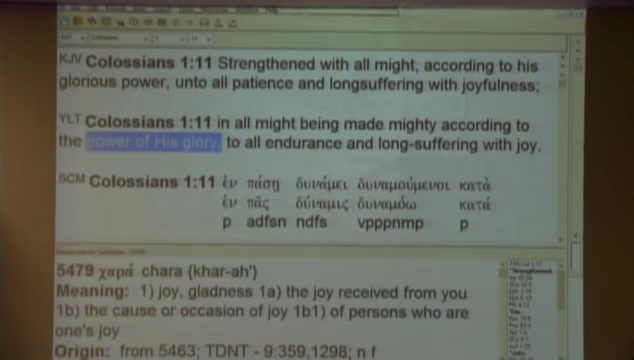 KJV Colossians 1:11 Strengthened with all might, according to his
glorious power, unto all patience and longsuffering with joyfulness;
YLT Colossians 1:11 in all might being made mighty according to
the power of His glory, to all endurance and long-suffering with joy.
SCM Colossians 1:11 ἐν πάσῃ δυνάμει δυναμούμενοι κατὰ
ἐν πᾶς δύναμις δυναμόω κατά
p adfsn ndfs vpppnmp p
5479 χαρά chara {khar-ah'}
Meaning: 1) joy, gladness 1a) the joy received from you
1b) the cause or occasion of joy 1b1) of persons who are
one's joy
Origin: from 5463; TDNT - 9:359,1298; n f